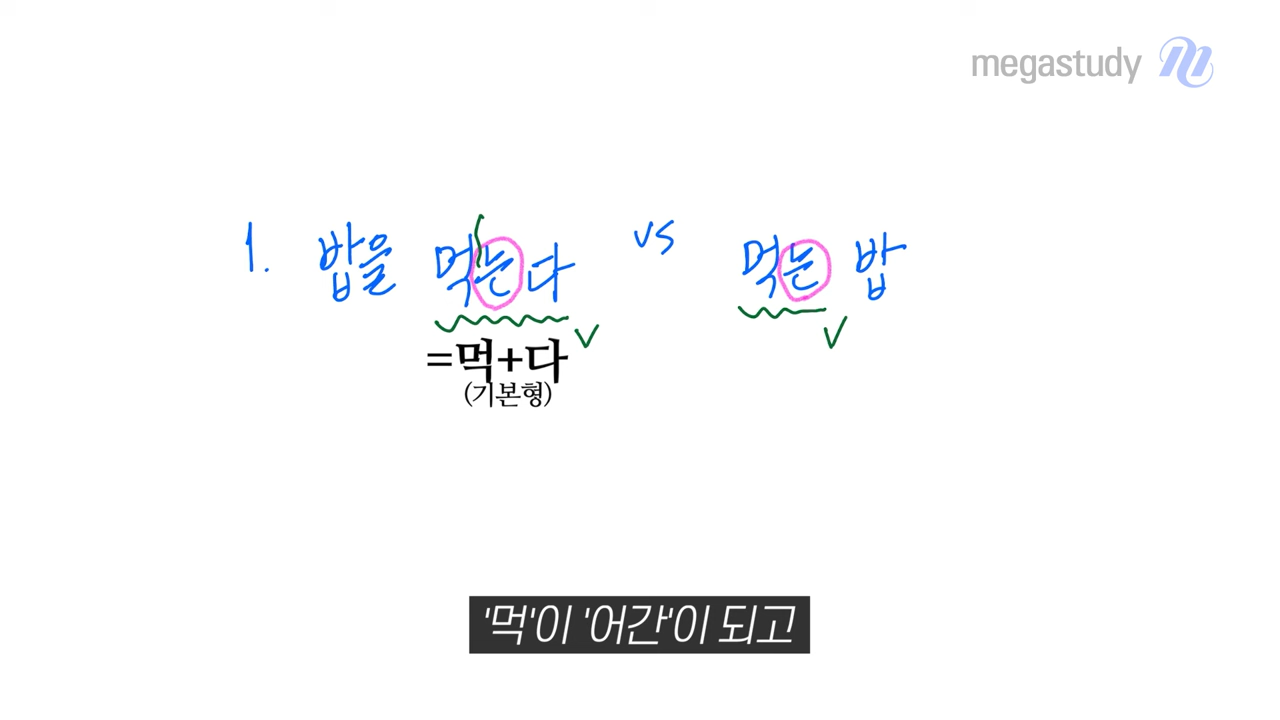 megastudy
1. 밥을 먹는다 vs 먹는 밥
V V
=먹+다
(기본형)
'먹'이 '어간'이 되고